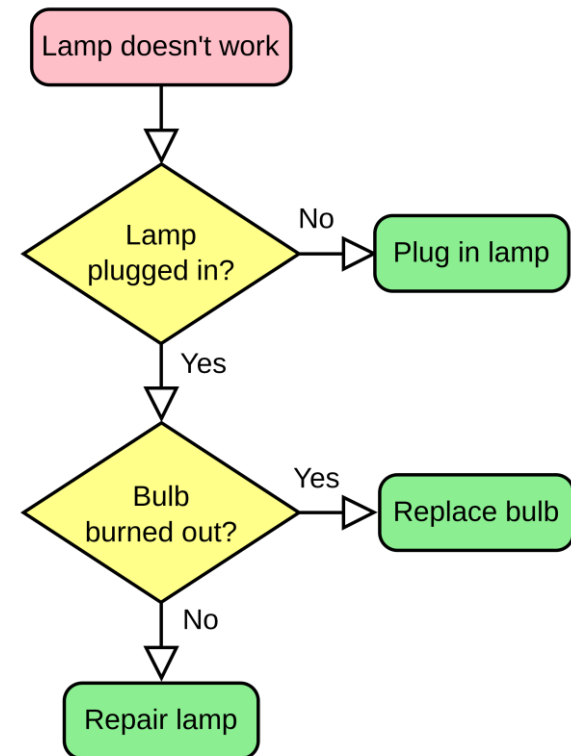 Lamp doesn't work
Lamp
plugged in?
No
Plug in lamp
Yes
Bulb
burned out?
Yes
Replace bulb
No
Repair lamp